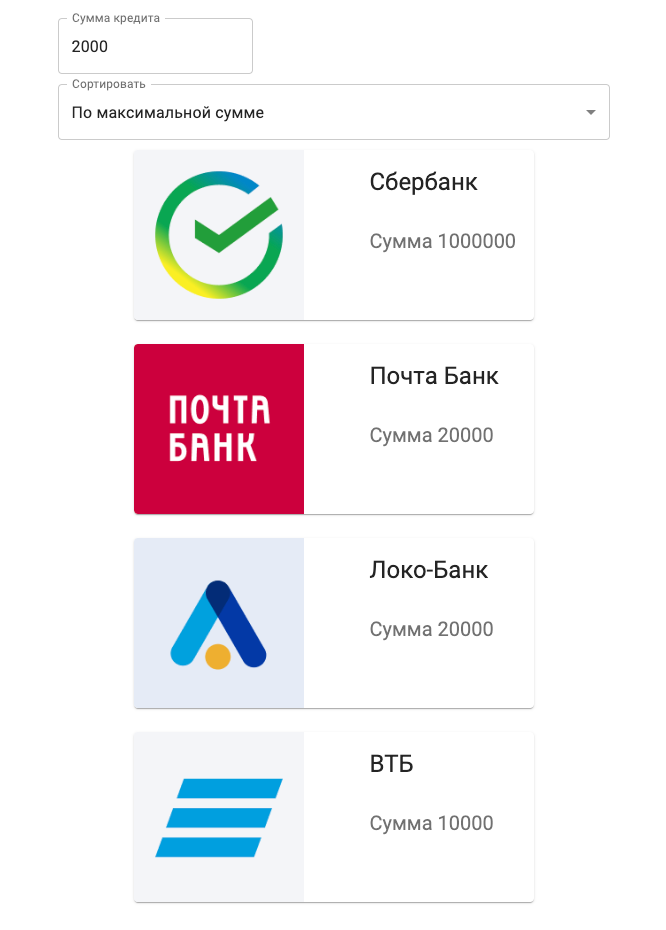 Сумма кредита
2000
Сортировать
По максимальной сумме
Сбербанк
Сумма 1000000
ПОЧТА
БАНК
Почта Банк
Сумма 20000
Локо-Банк
Сумма 20000
ВТБ
Сумма 10000